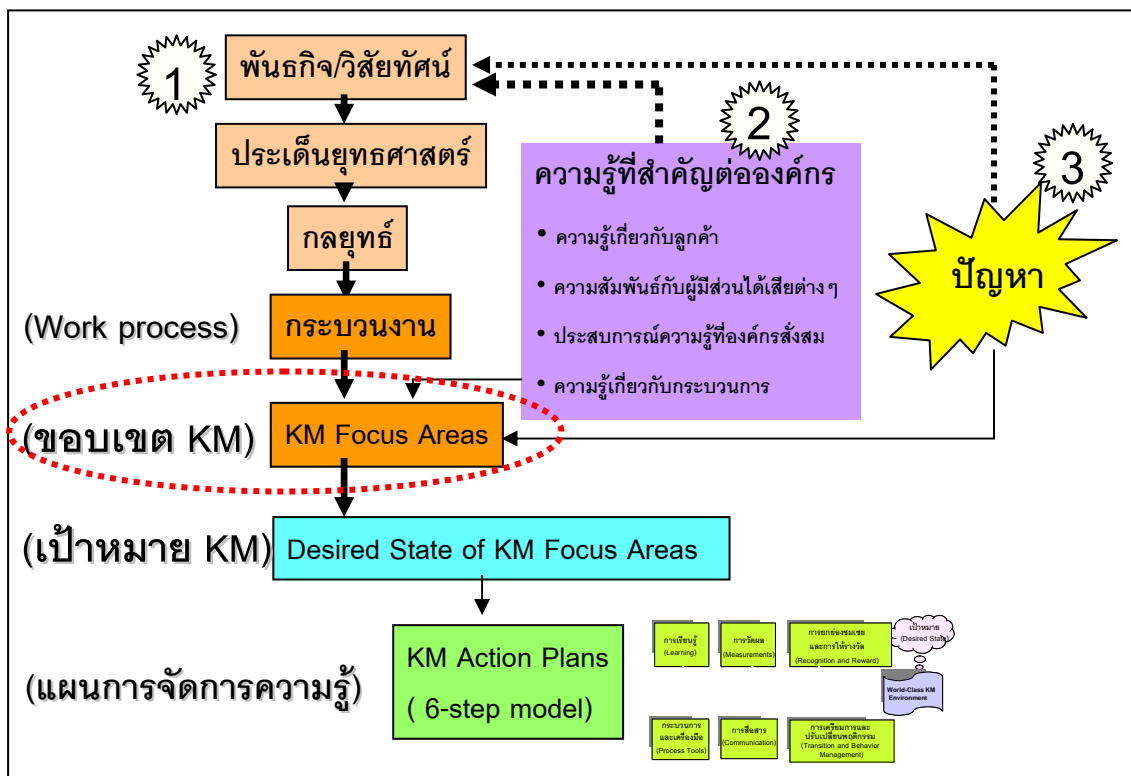 1
พันธกิจ/วิสัยทัศน์
ประเด็นยุทธศาสตร์
กลยุทธ์
(Work process)
กระบวนงาน
2
ความรู้ที่สำคัญต่อองค์กร
• ความรู้เกี่ยวกับลูกค้า
• ความสัมพันธ์กับผู้มีส่วนได้เสียต่างๆ
• ประสบการณ์ความรู้ที่องค์กรสั่งสม
• ความรู้เกี่ยวกับกระบวนการ
3
ปัญหา
(ขอบเขต KM)
KM Focus Areas
(เป้าหมาย KM)
Desired State of KM Focus Areas
(แผนการจัดการความรู้)
KM Action Plans
( 6-step model)
การเรียนรู้
(Learning)
การวัดผล
(Measurements)
การยกย่องชมเชย
และการให้รางวัล
(Recognition and Reward)
เป้าหมาย
(Desired State)
World-Class KM
Environment
กระบวนการ
และเครื่องมือ
(Process Tools)
การสื่อสาร
(Communication)
การเตรียมการและ
ปรับเปลี่ยนพฤติกรรม
(Transition and Behavior
Management)